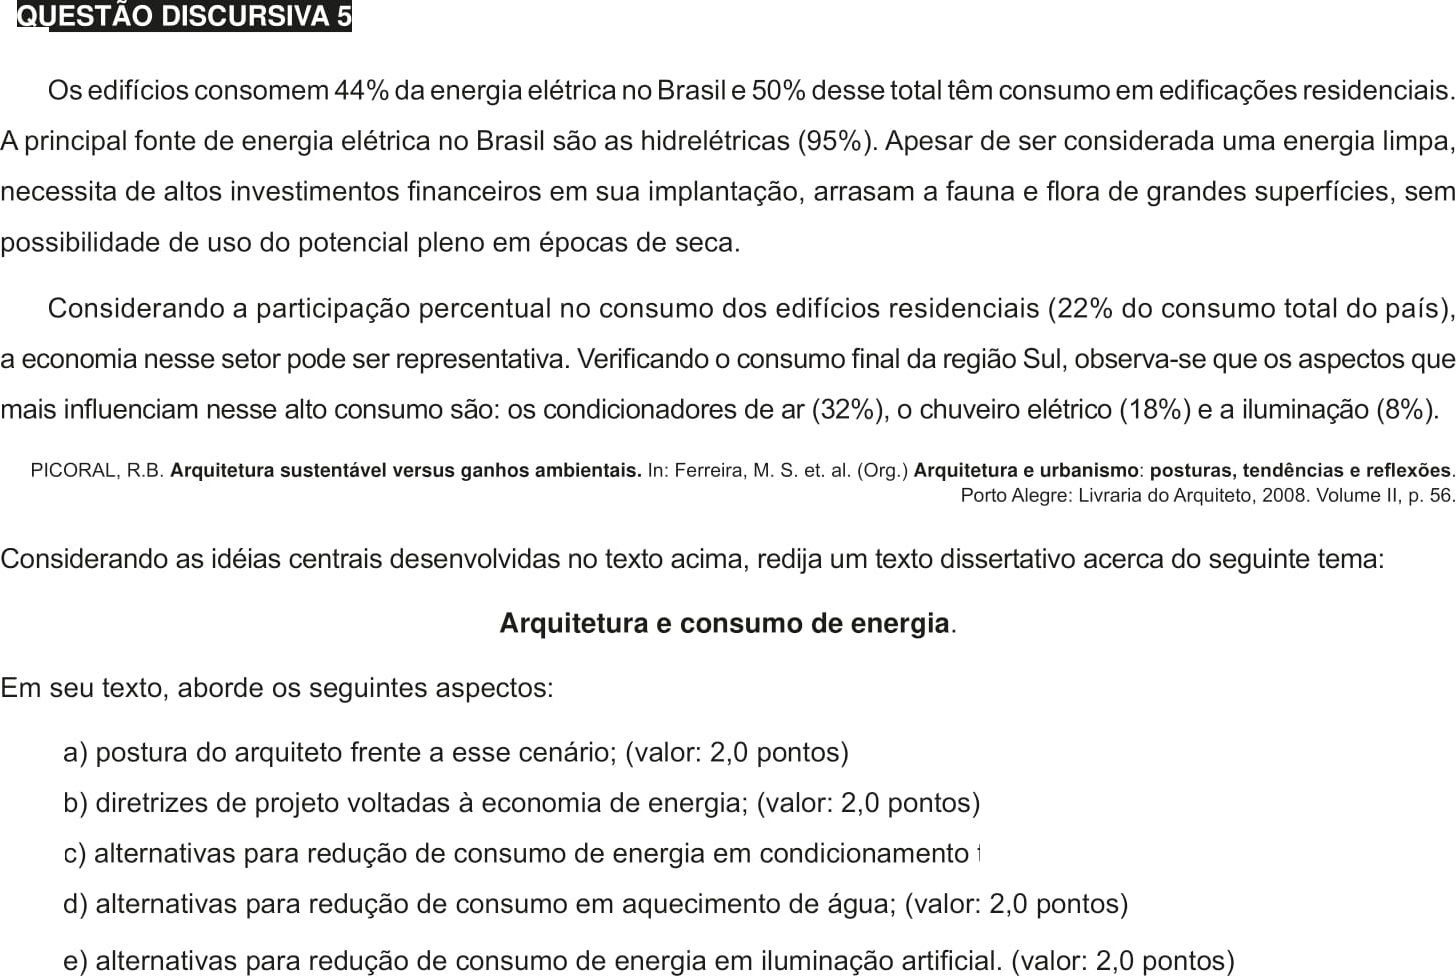 QUESTÃO DISCURSIVA 5
Os edifícios consomem 44% da energia elétrica no Brasil e 50% desse total têm consumo em edificações residenciais.
A principal fonte de energia elétrica no Brasil são as hidrelétricas (95%). Apesar de ser considerada uma energia limpa,
necessita de altos investimentos financeiros em sua implantação, arrasam a fauna e flora de grandes superfícies, sem
possibilidade de uso do potencial pleno em épocas de seca.
Considerando a participação percentual no consumo dos edifícios residenciais (22% do consumo total do país),
a economia nesse setor pode ser representativa. Verificando o consumo final da região Sul, observa-se que os aspectos que
mais influenciam nesse alto consumo são: os condicionadores de ar (32%), o chuveiro elétrico (18%) e a iluminação (8%).
PICORAL, R.B. Arquitetura sustentável versus ganhos ambientais. In: Ferreira, M. S. et. al. (Org.) Arquitetura e urbanismo: posturas, tendências e reflexões.
Porto Alegre: Livraria do Arquiteto, 2008. Volume II, p. 56.
Considerando as idéias centrais desenvolvidas no texto acima, redija um texto dissertativo acerca do seguinte tema:
Arquitetura e consumo de energia.
Em seu texto, aborde os seguintes aspectos:
a) postura do arquiteto frente a esse cenário; (valor: 2,0 pontos)
b) diretrizes de projeto voltadas à economia de energia; (valor: 2,0 pontos)
c) alternativas para redução de consumo de energia em condicionamento
d) alternativas para redução de consumo em aquecimento de água; (valor: 2,0 pontos)
e) alternativas para redução de consumo de energia em iluminação artificial. (valor: 2,0 pontos)